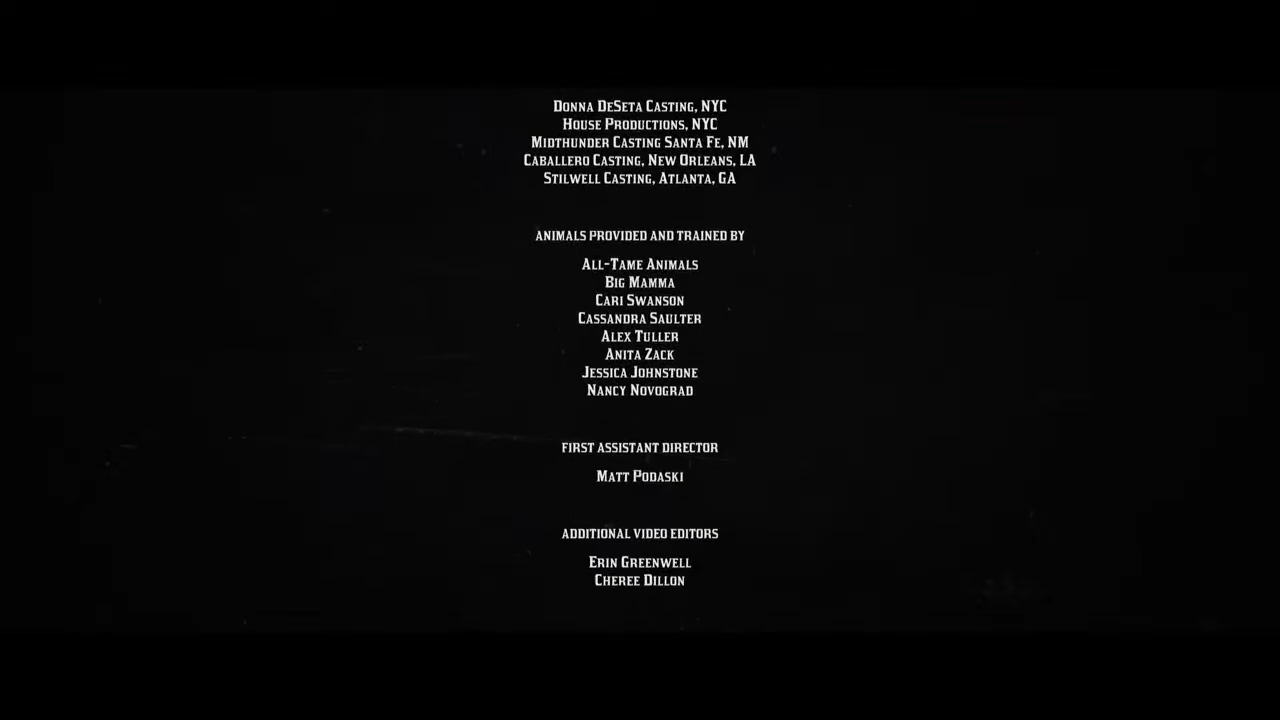 Donna DeSeta Casting, NYC
House Productions, NYC
Midthunder Casting Santa Fe, NM
Caballero Casting, New Orleans, LA
Stilwell Casting, Atlanta, GA
ANIMALS PROVIDED AND TRAINED BY
All-Tame Animals
Big Mamma
Cari Swanson
Cassandra Saulter
Alex Tuller
Anita Zack
Jessica Johnstone
Nancy Novograd
FIRST ASSISTANT DIRECTOR
Matt Podaski
ADDITIONAL VIDEO EDITORS
Erin Greenwell
Cheree Dillon